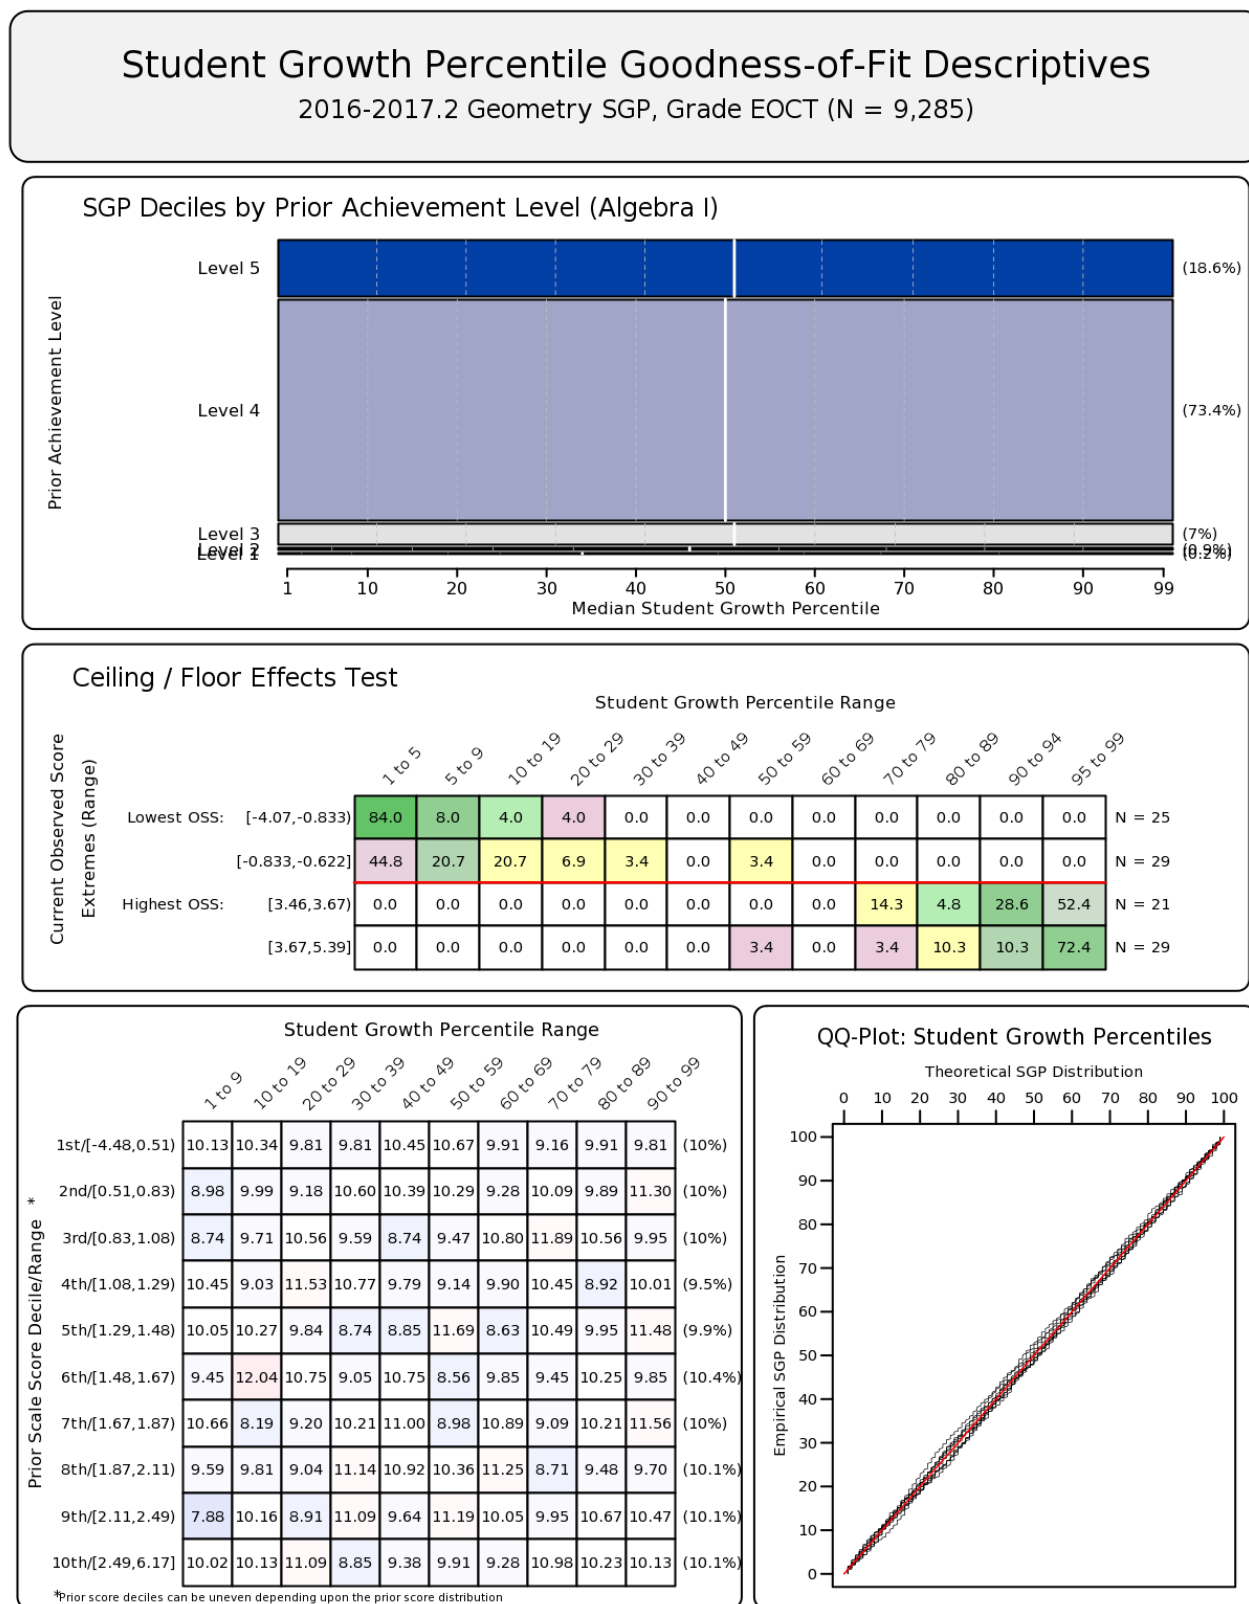 Student Growth Percentile Goodness-of-Fit Descriptives
2016-2017.2 Geometry SGP, Grade EOCT (N = 9,285)
SGP Deciles by Prior Achievement Level (Algebra I)
Prior Achievement Level
Level 5 (18.6%)
Level 4 (73.4%)
Level 3 (7%)
Level 2 (0.9%)
Level 1 (0.2%)
1 10 20 30 40 50 60 70 80 90 99
Median Student Growth Percentile
Ceiling / Floor Effects Test
Student Growth Percentile Range
Current Observed Score
Extremes (Range)
1 to 5 5 to 9 10 to 19 20 to 29 30 to 39 40 to 49 50 to 59 60 to 69 70 to 79 80 to 89 90 to 94 95 to 99
Lowest OSS: [-4.07,-0.833) 84.0 8.0 4.0 4.0 0.0 0.0 0.0 0.0 0.0 0.0 0.0 0.0 N = 25
[-0.833,-0.622] 44.8 20.7 20.7 6.9 3.4 0.0 3.4 0.0 0.0 0.0 0.0 0.0 N = 29
Highest OSS: [3.46,3.67) 0.0 0.0 0.0 0.0 0.0 0.0 0.0 0.0 14.3 4.8 28.6 52.4 N = 21
[3.67,5.39] 0.0 0.0 0.0 0.0 0.0 0.0 3.4 0.0 3.4 10.3 10.3 72.4 N = 29
Student Growth Percentile Range
1 to 9 10 to 19 20 to 29 30 to 39 40 to 49 50 to 59 60 to 69 70 to 79 80 to 89 90 to 99
Prior Scale Score Decile/Range *
1st/[-4.48,0.51) 10.13 10.34 9.81 9.81 10.45 10.67 9.91 9.16 9.91 9.81 (10%)
2nd/[0.51,0.83) 8.98 9.99 9.18 10.60 10.39 10.29 9.28 10.09 9.89 11.30 (10%)
3rd/[0.83,1.08) 8.74 9.71 10.56 9.59 8.74 9.47 10.80 11.89 10.56 9.95 (10%)
4th/[1.08,1.29) 10.45 9.03 11.53 10.77 9.79 9.14 9.90 10.45 8.92 10.01 (9.5%)
5th/[1.29,1.48) 10.05 10.27 9.84 8.74 8.85 11.69 8.63 10.49 9.95 11.48 (9.9%)
6th/[1.48,1.67) 9.45 12.04 10.75 9.05 10.75 8.56 9.85 9.45 10.25 9.85 (10.4%)
7th/[1.67,1.87) 10.66 8.19 9.20 10.21 11.00 8.98 10.89 9.09 10.21 11.56 (10%)
8th/[1.87,2.11) 9.59 9.81 9.04 11.14 10.92 10.36 11.25 8.71 9.48 9.70 (10.1%)
9th/[2.11,2.49) 7.88 10.16 8.91 11.09 9.64 11.19 10.05 9.95 10.67 10.47 (10.1%)
10th/[2.49,6.17] 10.02 10.13 11.09 8.85 9.38 9.91 9.28 10.98 10.23 10.13 (10.1%)
*Prior score deciles can be uneven depending upon the prior score distribution
QQ-Plot: Student Growth Percentiles
Theoretical SGP Distribution
0 10 20 30 40 50 60 70 80 90 100
Empirical SGP Distribution
100
90
80
70
60
50
40
30
20
10
0